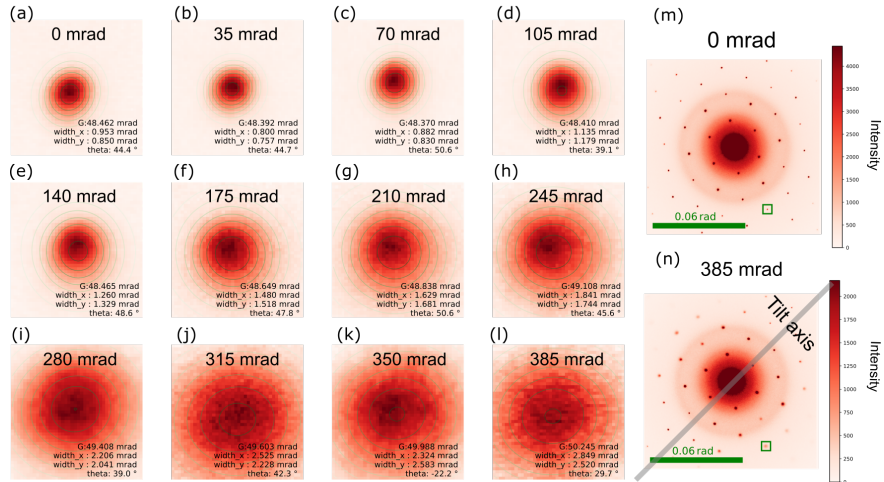 (a)
0 mrad
G:48.462 mrad
width_x : 0.953 mrad
width_y : 0.850 mrad
theta: 44.4 °
(b)
35 mrad
G:48.392 mrad
width_x : 0.800 mrad
width_y : 0.757 mrad
theta: 44.7 °
(c)
70 mrad
G:48.370 mrad
width_x : 0.882 mrad
width_y : 0.830 mrad
theta: 50.6 °
(d)
105 mrad
G:48.410 mrad
width_x : 1.135 mrad
width_y : 1.179 mrad
theta: 39.1 °
(e)
140 mrad
G:48.465 mrad
width_x : 1.260 mrad
width_y : 1.329 mrad
theta: 48.6 °
(f)
175 mrad
G:48.649 mrad
width_x : 1.480 mrad
width_y : 1.518 mrad
theta: 47.8 °
(g)
210 mrad
G:48.838 mrad
width_x : 1.629 mrad
width_y : 1.681 mrad
theta: 50.6 °
(h)
245 mrad
G:49.108 mrad
width_x : 1.841 mrad
width_y : 1.744 mrad
theta: 45.6 °
(i)
280 mrad
G:49.408 mrad
width_x : 2.206 mrad
width_y : 2.041 mrad
theta: 39.0 °
(j)
315 mrad
G:49.603 mrad
width_x : 2.525 mrad
width_y : 2.228 mrad
theta: 42.3 °
(k)
350 mrad
G:49.988 mrad
width_x : 2.324 mrad
width_y : 2.583 mrad
theta: -22.2 °
(l)
385 mrad
G:50.245 mrad
width_x : 2.849 mrad
width_y : 2.520 mrad
theta: 29.7 °
(m)
0 mrad
0.06 rad
4000
3500
3000
2500
2000
1500
1000
500
0
Intensity
(n)
385 mrad
Tilt axis
0.06 rad
2000
1750
1500
1250
1000
750
500
250
0
Intensity